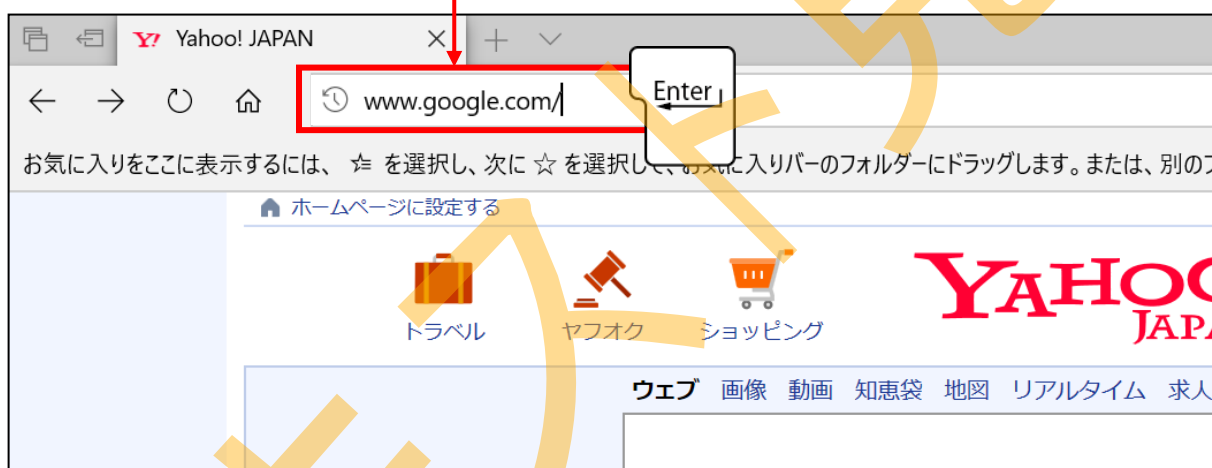 Yahoo! JAPAN
www.google.com/
Enter
お気に入りをここに表示するには、 を選択し、次に ☆ を選択して、お気に入りバーのフォルダーにドラッグします。または、別の
ホームページに設定する
トラベル ヤフオク ショッピング
YAHOO
JAPA
ウェブ 画像 動画 知恵袋 地図 リアルタイム 求人